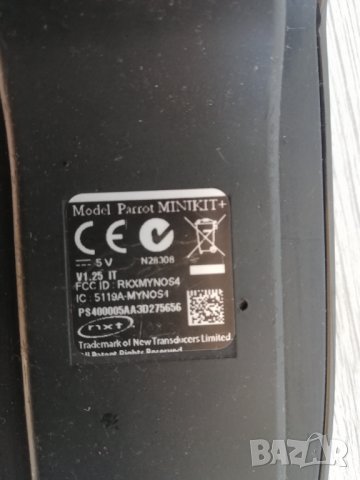 Model Parrot MINIKIT+
CE
5 V
N28308
V1.25 IT
FCC ID : RKXMYNOS4
IC : 5119A-MYNOS4
PS400005AA3D275656
nxt
Trademark of New Transducers Limited.
All Patent Rights Reserved
BAZAR
bg